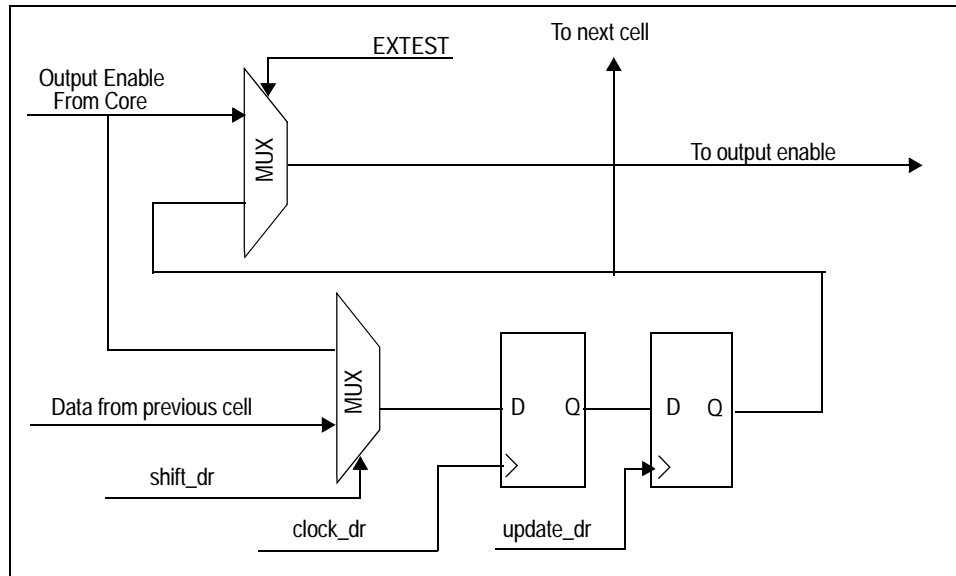 EXTEST
To next cell
Output Enable
From Core
MUX
To output enable
MUX
D Q
D Q
Data from previous cell
shift_dr
clock_dr
update_dr